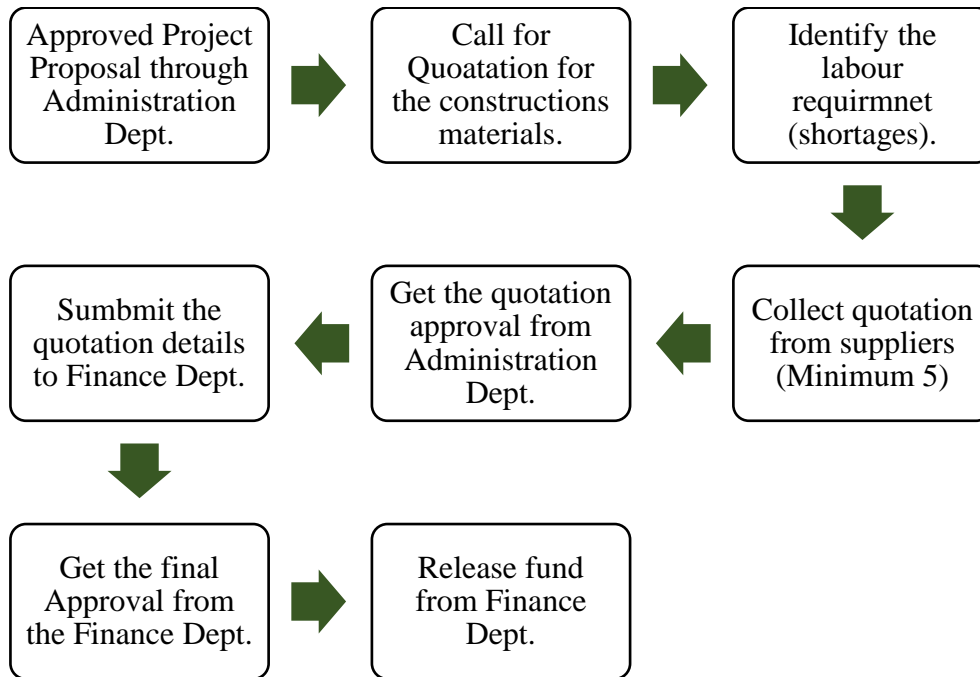 Approved Project
Proposal through
Administration
Dept.
Call for
Quoatation for
the constructions
materials.
Identify the
labour
requirmnet
(shortages).
Collect quotation
from suppliers
(Minimum 5)
Get the quotation
approval from
Administration
Dept.
Sumbmit the
quotation details
to Finance Dept.
Get the final
Approval from
the Finance Dept.
Release fund
from Finance
Dept.